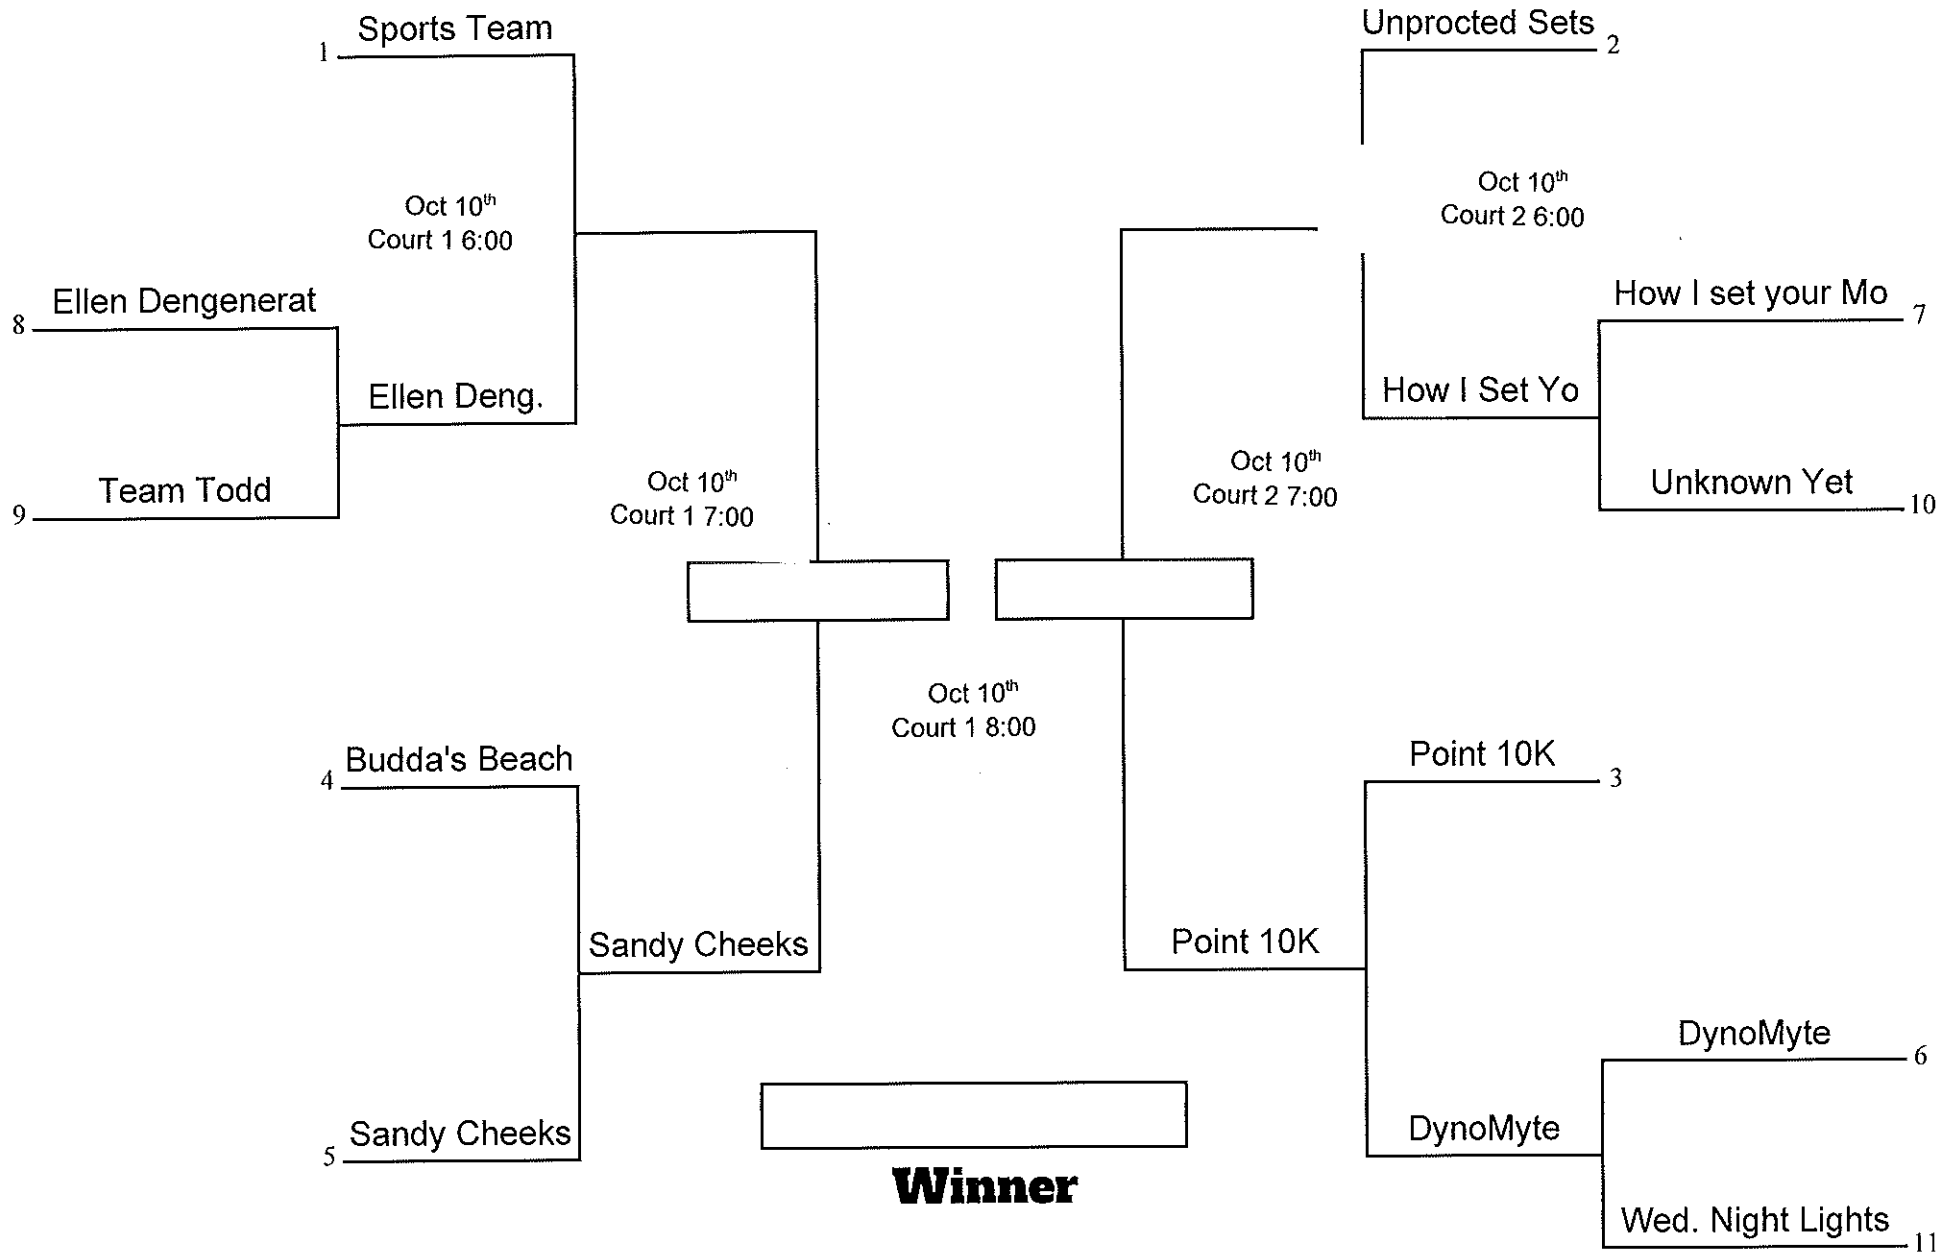 Sports Team
1
Unprocted Sets
2
Oct 10th
Court 1 6:00
Oct 10th
Court 2 6:00
Ellen Dengenerat
8
How I set your Mo
7
Ellen Deng.
How I Set Yo
Team Todd
9
Unknown Yet
10
Oct 10th
Court 1 7:00
Oct 10th
Court 2 7:00
Oct 10th
Court 1 8:00
Budda's Beach
4
Point 10K
3
Sandy Cheeks
Point 10K
DynoMyte
6
Sandy Cheeks
5
DynoMyte
Winner
Wed. Night Lights
11